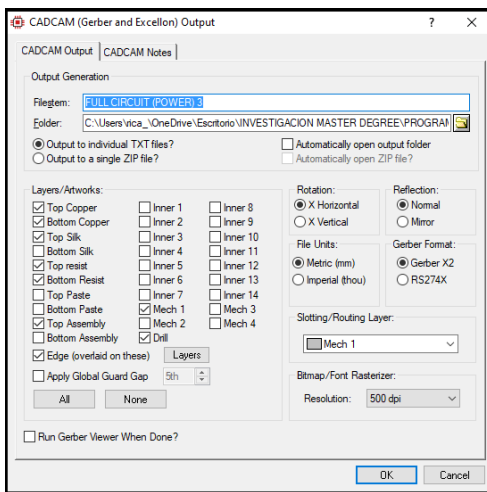 CADCAM (Gerber and Excellon) Output ? ×
CADCAM Output CADCAM Notes
Output Generation
Filestem: FULL CIRCUIT (POWER) 3
Folder: C:\Users\rica_\OneDrive\Escritorio\INVESTIGACION MASTER DEGREE\PROGRAM
Output to individual TXT files? Automatically open output folder
Output to a single ZIP file? Automatically open ZIP file?
Layers/Artworks: Rotation: Reflection:
Top Copper Inner 1 Inner 8 X Horizontal Normal
Bottom Copper Inner 2 Inner 9 X Vertical Mirror
Top Silk Inner 3 Inner 10
Bottom Silk Inner 4 Inner 11 File Units: Gerber Format:
Top resist Inner 5 Inner 12 Metric (mm) Gerber X2
Bottom Resist Inner 6 Inner 13 Imperial (thou) RS274X
Top Paste Inner 7 Inner 14
Bottom Paste Mech 1 Mech 3 Slotting/Routing Layer:
Top Assembly Mech 2 Mech 4
Bottom Assembly Drill Mech 1
Edge (overlaid on these) Layers
Apply Global Guard Gap 5th Bitmap/Font Rasterizer:
All None Resolution: 500 dpi
Run Gerber Viewer When Done?
OK Cancel